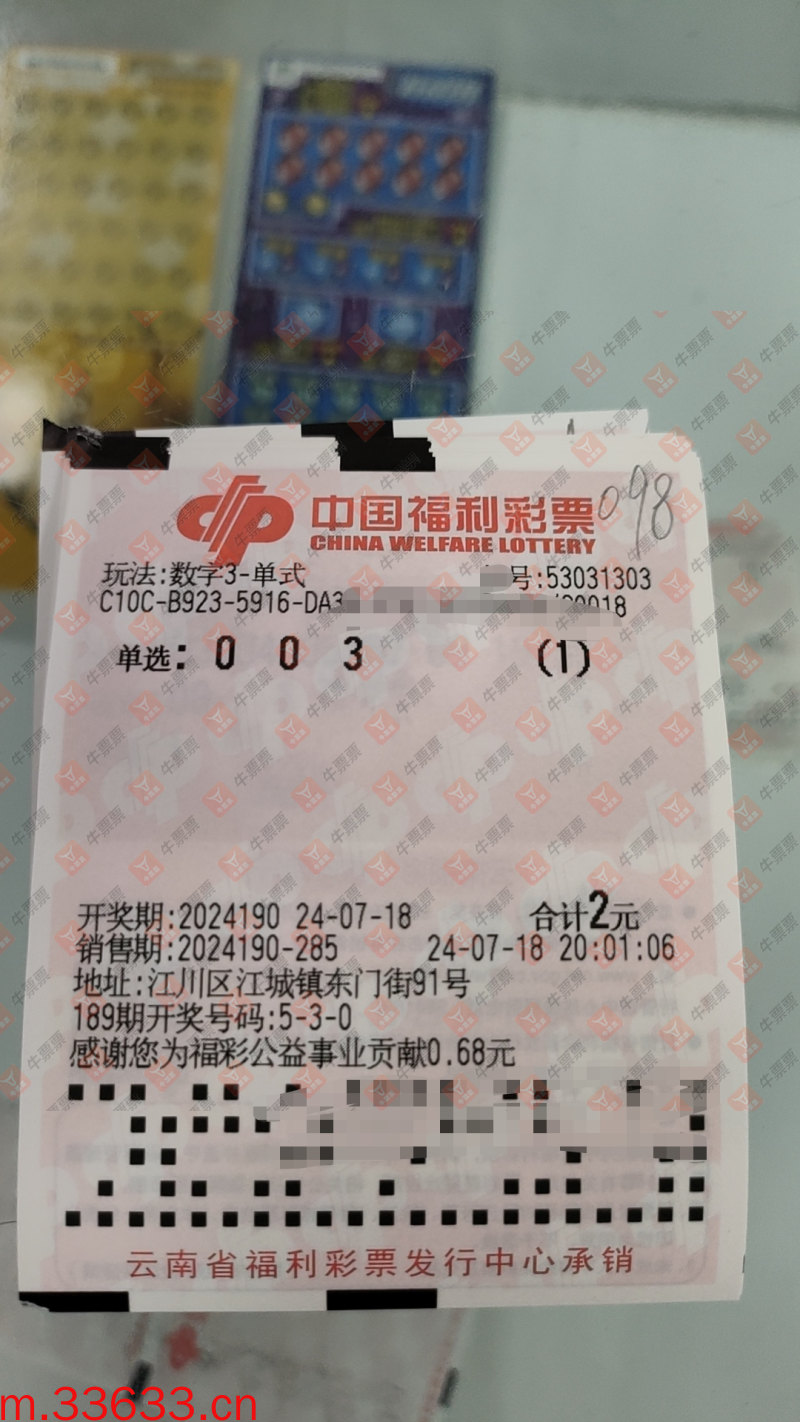 中国福利彩票
CHINA WELFARE LOTTERY
098
玩法:数字3-单式 号:53031303
C10C-B923-5916-DA3
单选: 0 0 3 (1)
开奖期:2024190 24-07-18 合计2元
销售期:2024190-285 24-07-18 20:01:06
地址:江川区江城镇东门街91号
189期开奖号码:5-3-0
感谢您为福彩公益事业贡献0.68元
云南省福利彩票发行中心承销
牛票票
m.33633.cn